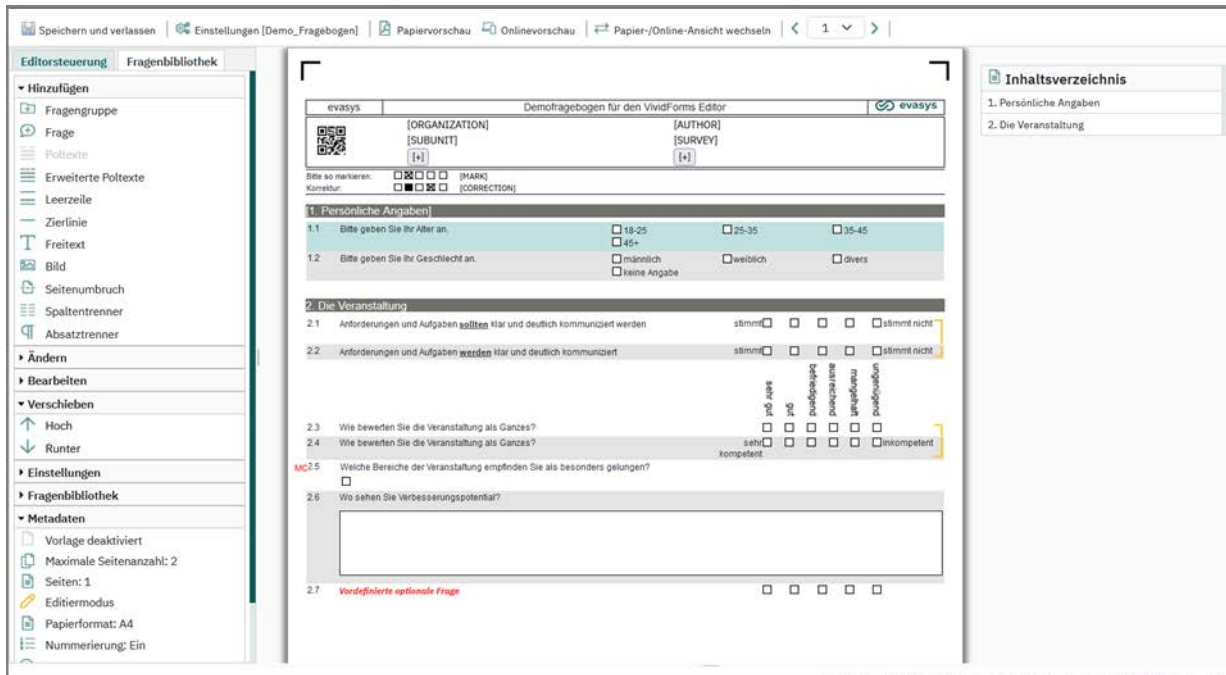 Speichern und verlassen
Einstellungen [Demo_Fragebogen]
Papiervorschau
Onlinevorschau
Papier-/Online-Ansicht wechseln
1
Editorsteuerung
Fragenbibliothek
Hinzufügen
Fragengruppe
Frage
Poltexte
Erweiterte Poltexte
Leerzeile
Zierlinie
Freitext
Bild
Seitenumbruch
Spaltentrenner
Absatztrenner
Ändern
Bearbeiten
Verschieben
Hoch
Runter
Einstellungen
Fragenbibliothek
Metadaten
Vorlage deaktiviert
Maximale Seitenanzahl: 2
Seiten: 1
Editiermodus
Papierformat: A4
Nummerierung: Ein
evasys Demofragebogen für den VividForms Editor evasys
[ORGANIZATION] [AUTHOR]
[SUBUNIT] [SURVEY]
[+] [+]
Bitte so markieren: [MARK]
Korrektur: [CORRECTION]
[1. Persönliche Angaben]
1.1 Bitte geben Sie Ihr Alter an. 18-25 25-35 35-45
45+
1.2 Bitte geben Sie Ihr Geschlecht an. männlich weiblich divers
keine Angabe
2. Die Veranstaltung
2.1 Anforderungen und Aufgaben sollten klar und deutlich kommuniziert werden stimmt stimmt nicht
2.2 Anforderungen und Aufgaben werden klar und deutlich kommuniziert stimmt stimmt nicht
sehr gut
gut
befriedigend
ausreichend
mangelhaft
ungenügend
2.3 Wie bewerten Sie die Veranstaltung als Ganzes?
2.4 Wie bewerten Sie die Veranstaltung als Ganzes? sehr inkompetent
kompetent
MC 2.5 Welche Bereiche der Veranstaltung empfinden Sie als besonders gelungen?
2.6 Wo sehen Sie Verbesserungspotential?
2.7 Vordefinierte optionale Frage
Inhaltsverzeichnis
1. Persönliche Angaben
2. Die Veranstaltung